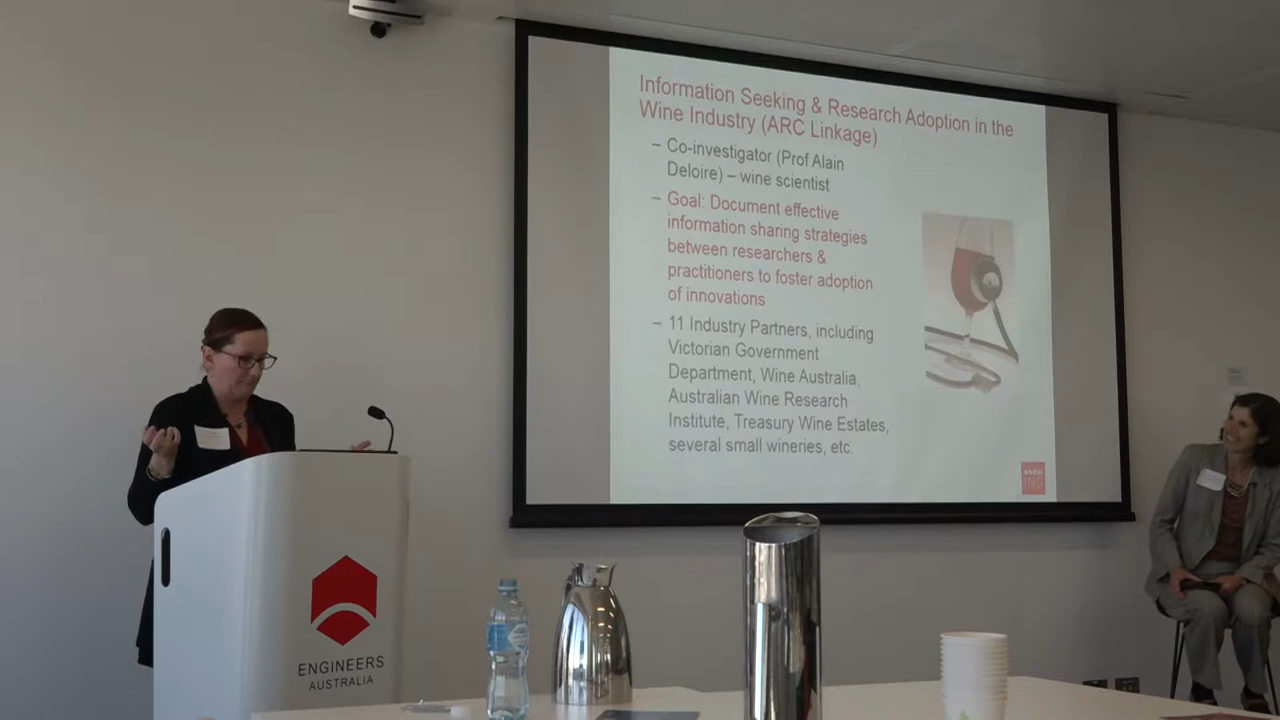 Information Seeking & Research Adoption in the
Wine Industry (ARC Linkage)
– Co-investigator (Prof Alain
Deloire) – wine scientist
– Goal: Document effective
information sharing strategies
between researchers &
practitioners to foster adoption
of innovations
– 11 Industry Partners, including
Victorian Government
Department, Wine Australia,
Australian Wine Research
Institute, Treasury Wine Estates,
several small wineries, etc.
KNOW
ING
ENGINEERS
AUSTRALIA